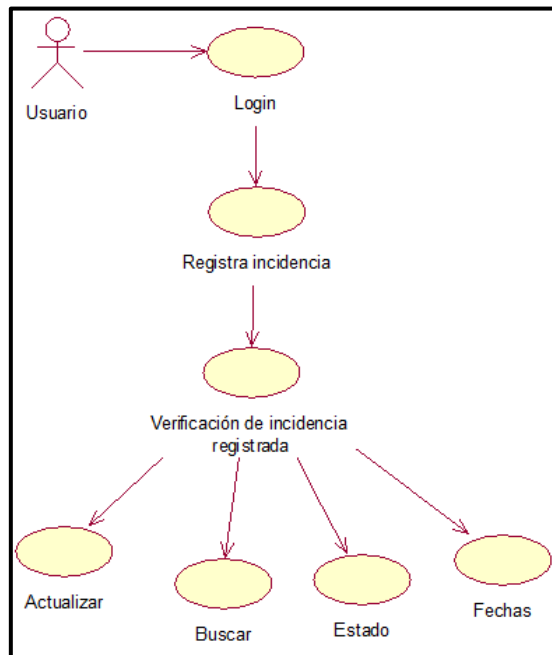 Usuario
Login
Registra incidencia
Verificación de incidencia
registrada
Actualizar
Buscar
Estado
Fechas